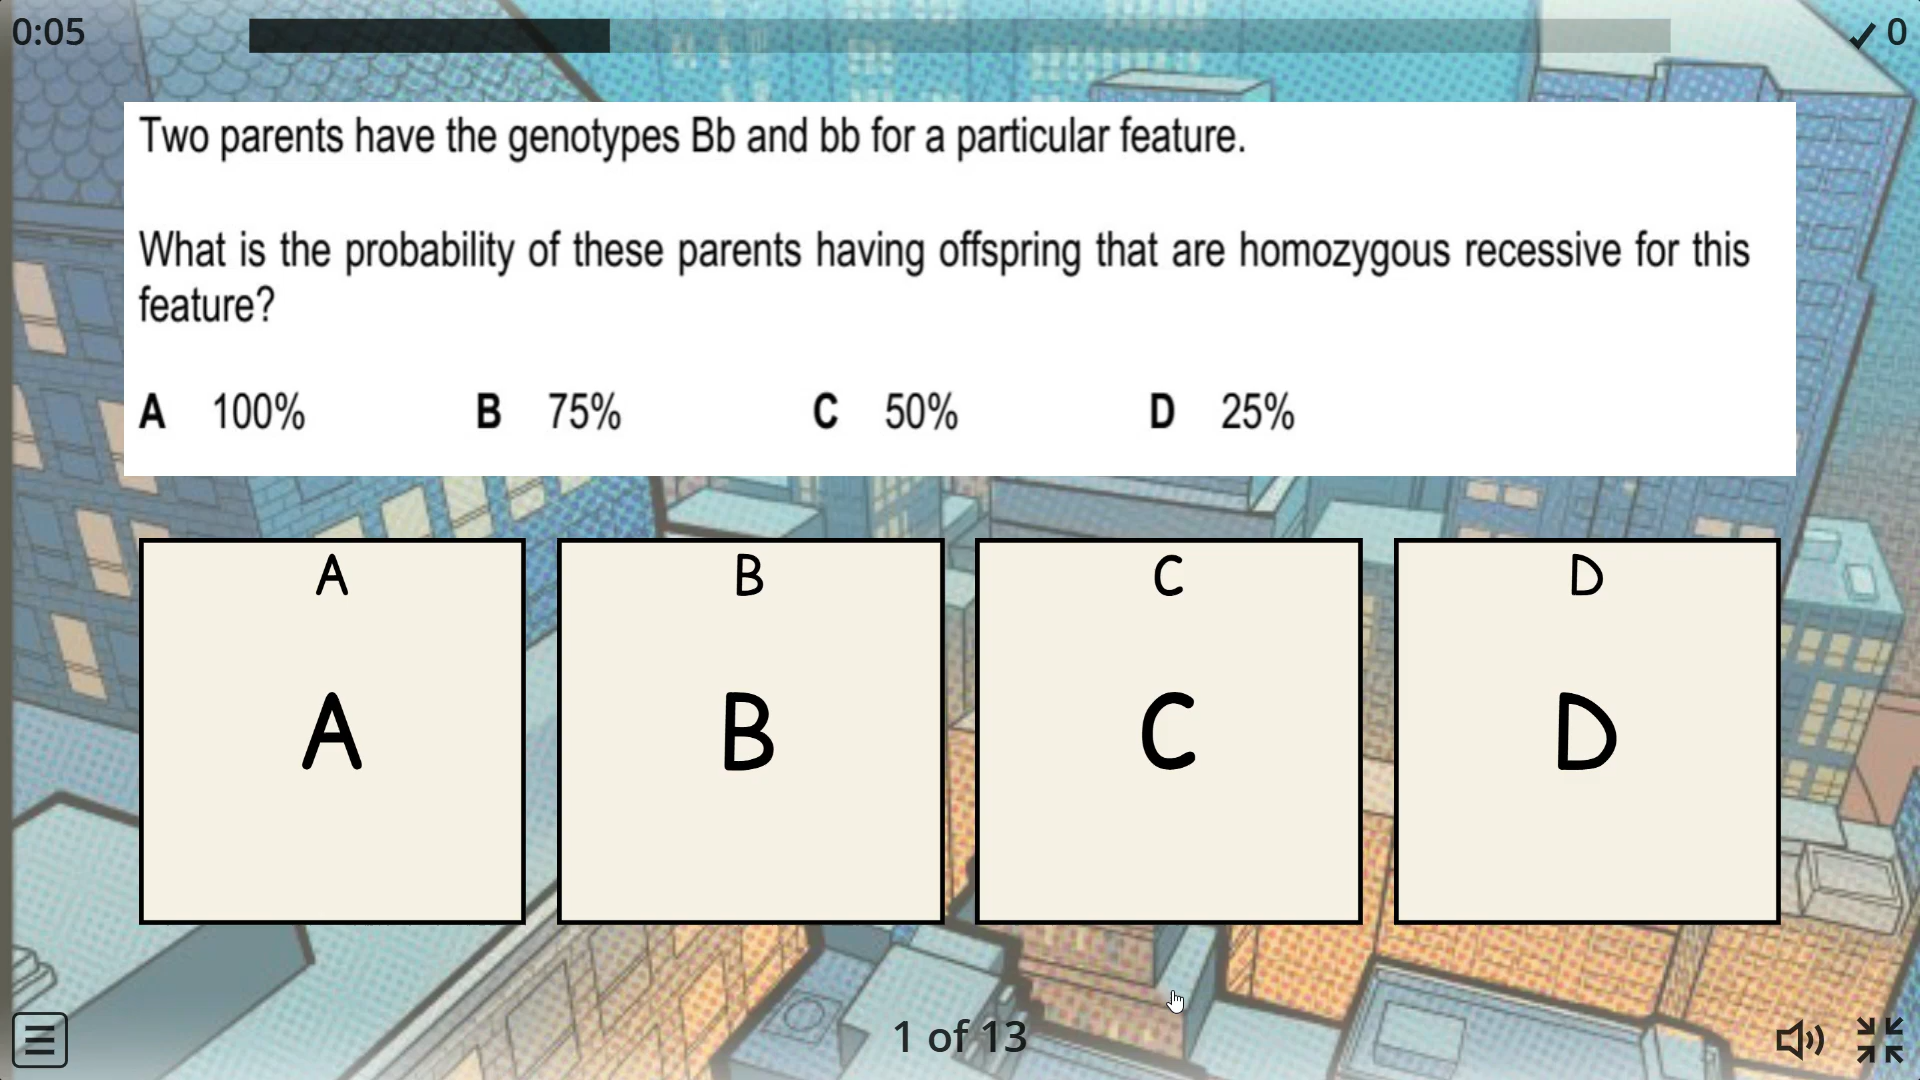 0:05
0
Two parents have the genotypes Bb and bb for a particular feature.
What is the probability of these parents having offspring that are homozygous recessive for this
feature?
A 100% B 75% C 50% D 25%
A B C D
A B C D
1 of 13